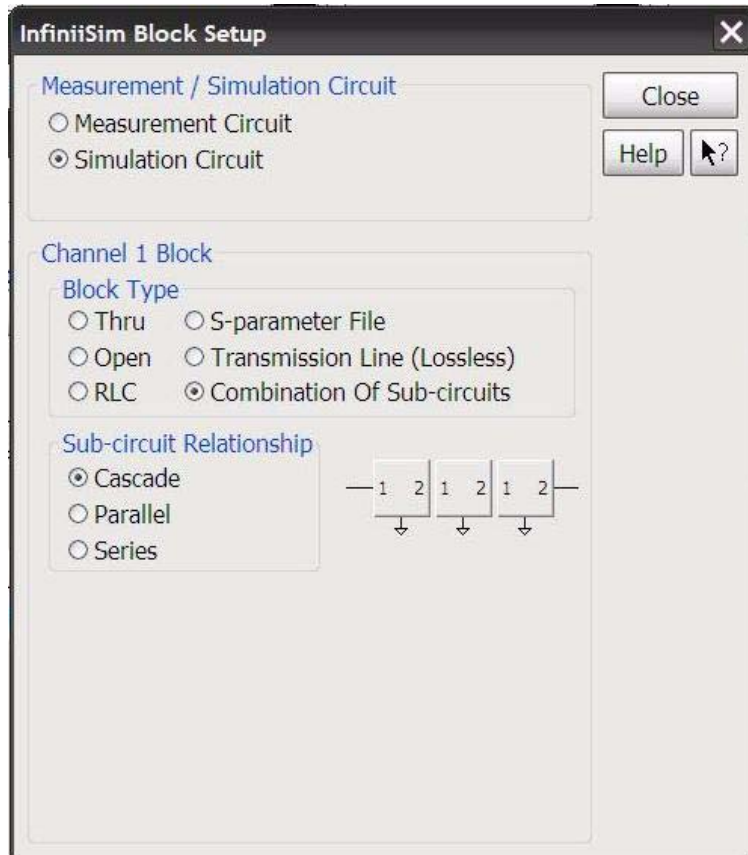 InfiniiSim Block Setup
Measurement / Simulation Circuit
Measurement Circuit
Simulation Circuit
Close
Help
?
Channel 1 Block
Block Type
Thru
S-parameter File
Open
Transmission Line (Lossless)
RLC
Combination Of Sub-circuits
Sub-circuit Relationship
Cascade
Parallel
Series
1 2 1 2 1 2